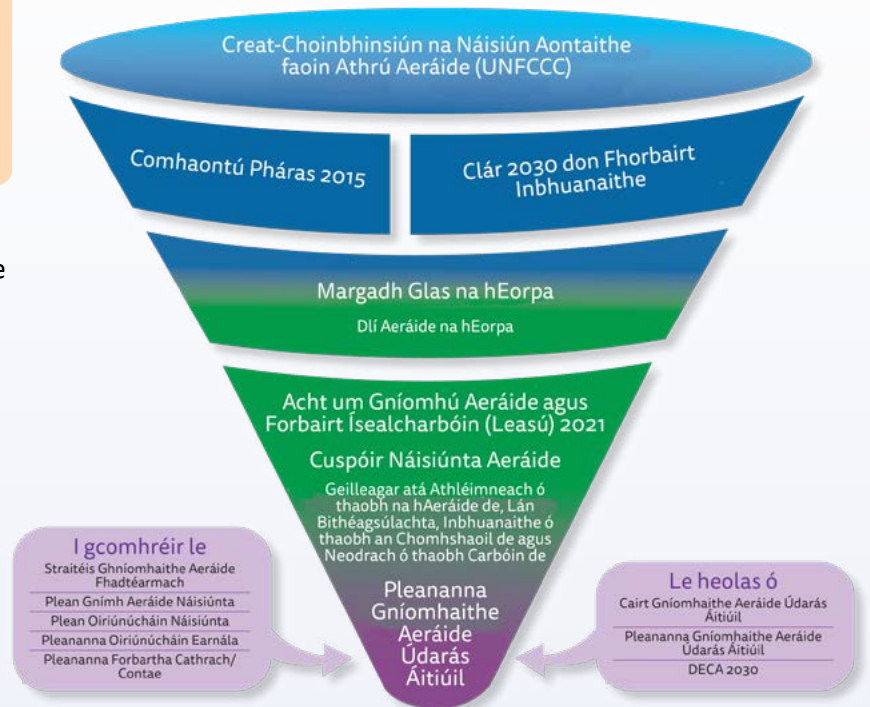 Creat-Choinbhinsiún na Náisiún Aontaithe
faoin Athrú Aeráide (UNFCCC)
Comhaontú Pháras 2015
Clár 2030 don Fhorbairt
Inbhuanaithe
e
Margadh Glas na hEorpa
Dlí Aeráide na hEorpa
Acht um Gníomhú Aeráide agus
Forbairt Ísealcharbóin (Leasú) 2021
Cuspóir Náisiúnta Aeráide
Geilleagar atá Athléimneach ó
thaobh na hAeráide de, Lán
Bithéagsúlachta, Inbhuanaithe ó
thaobh an Chomhshaoil de agus
Neodrach ó thaobh Carbóin de
Pleananna
Gníomhaithe
Aeráide
Údarás
Áitiúil
I gcomhréir le
Straitéis Ghníomhaithe Aeráide
Fhadtéarmach
Plean Gnímh Aeráide Náisiúnta
Plean Oiriúnúcháin Náisiúnta
Pleananna Oiriúnúcháin Earnála
Pleananna Forbartha Cathrach/
Contae
Le heolas ó
Cairt Gníomhaithe Aeráide Údarás
Áitiúil
Pleananna Gníomhaithe Aeráide
Údarás Áitiúil
DECA 2030